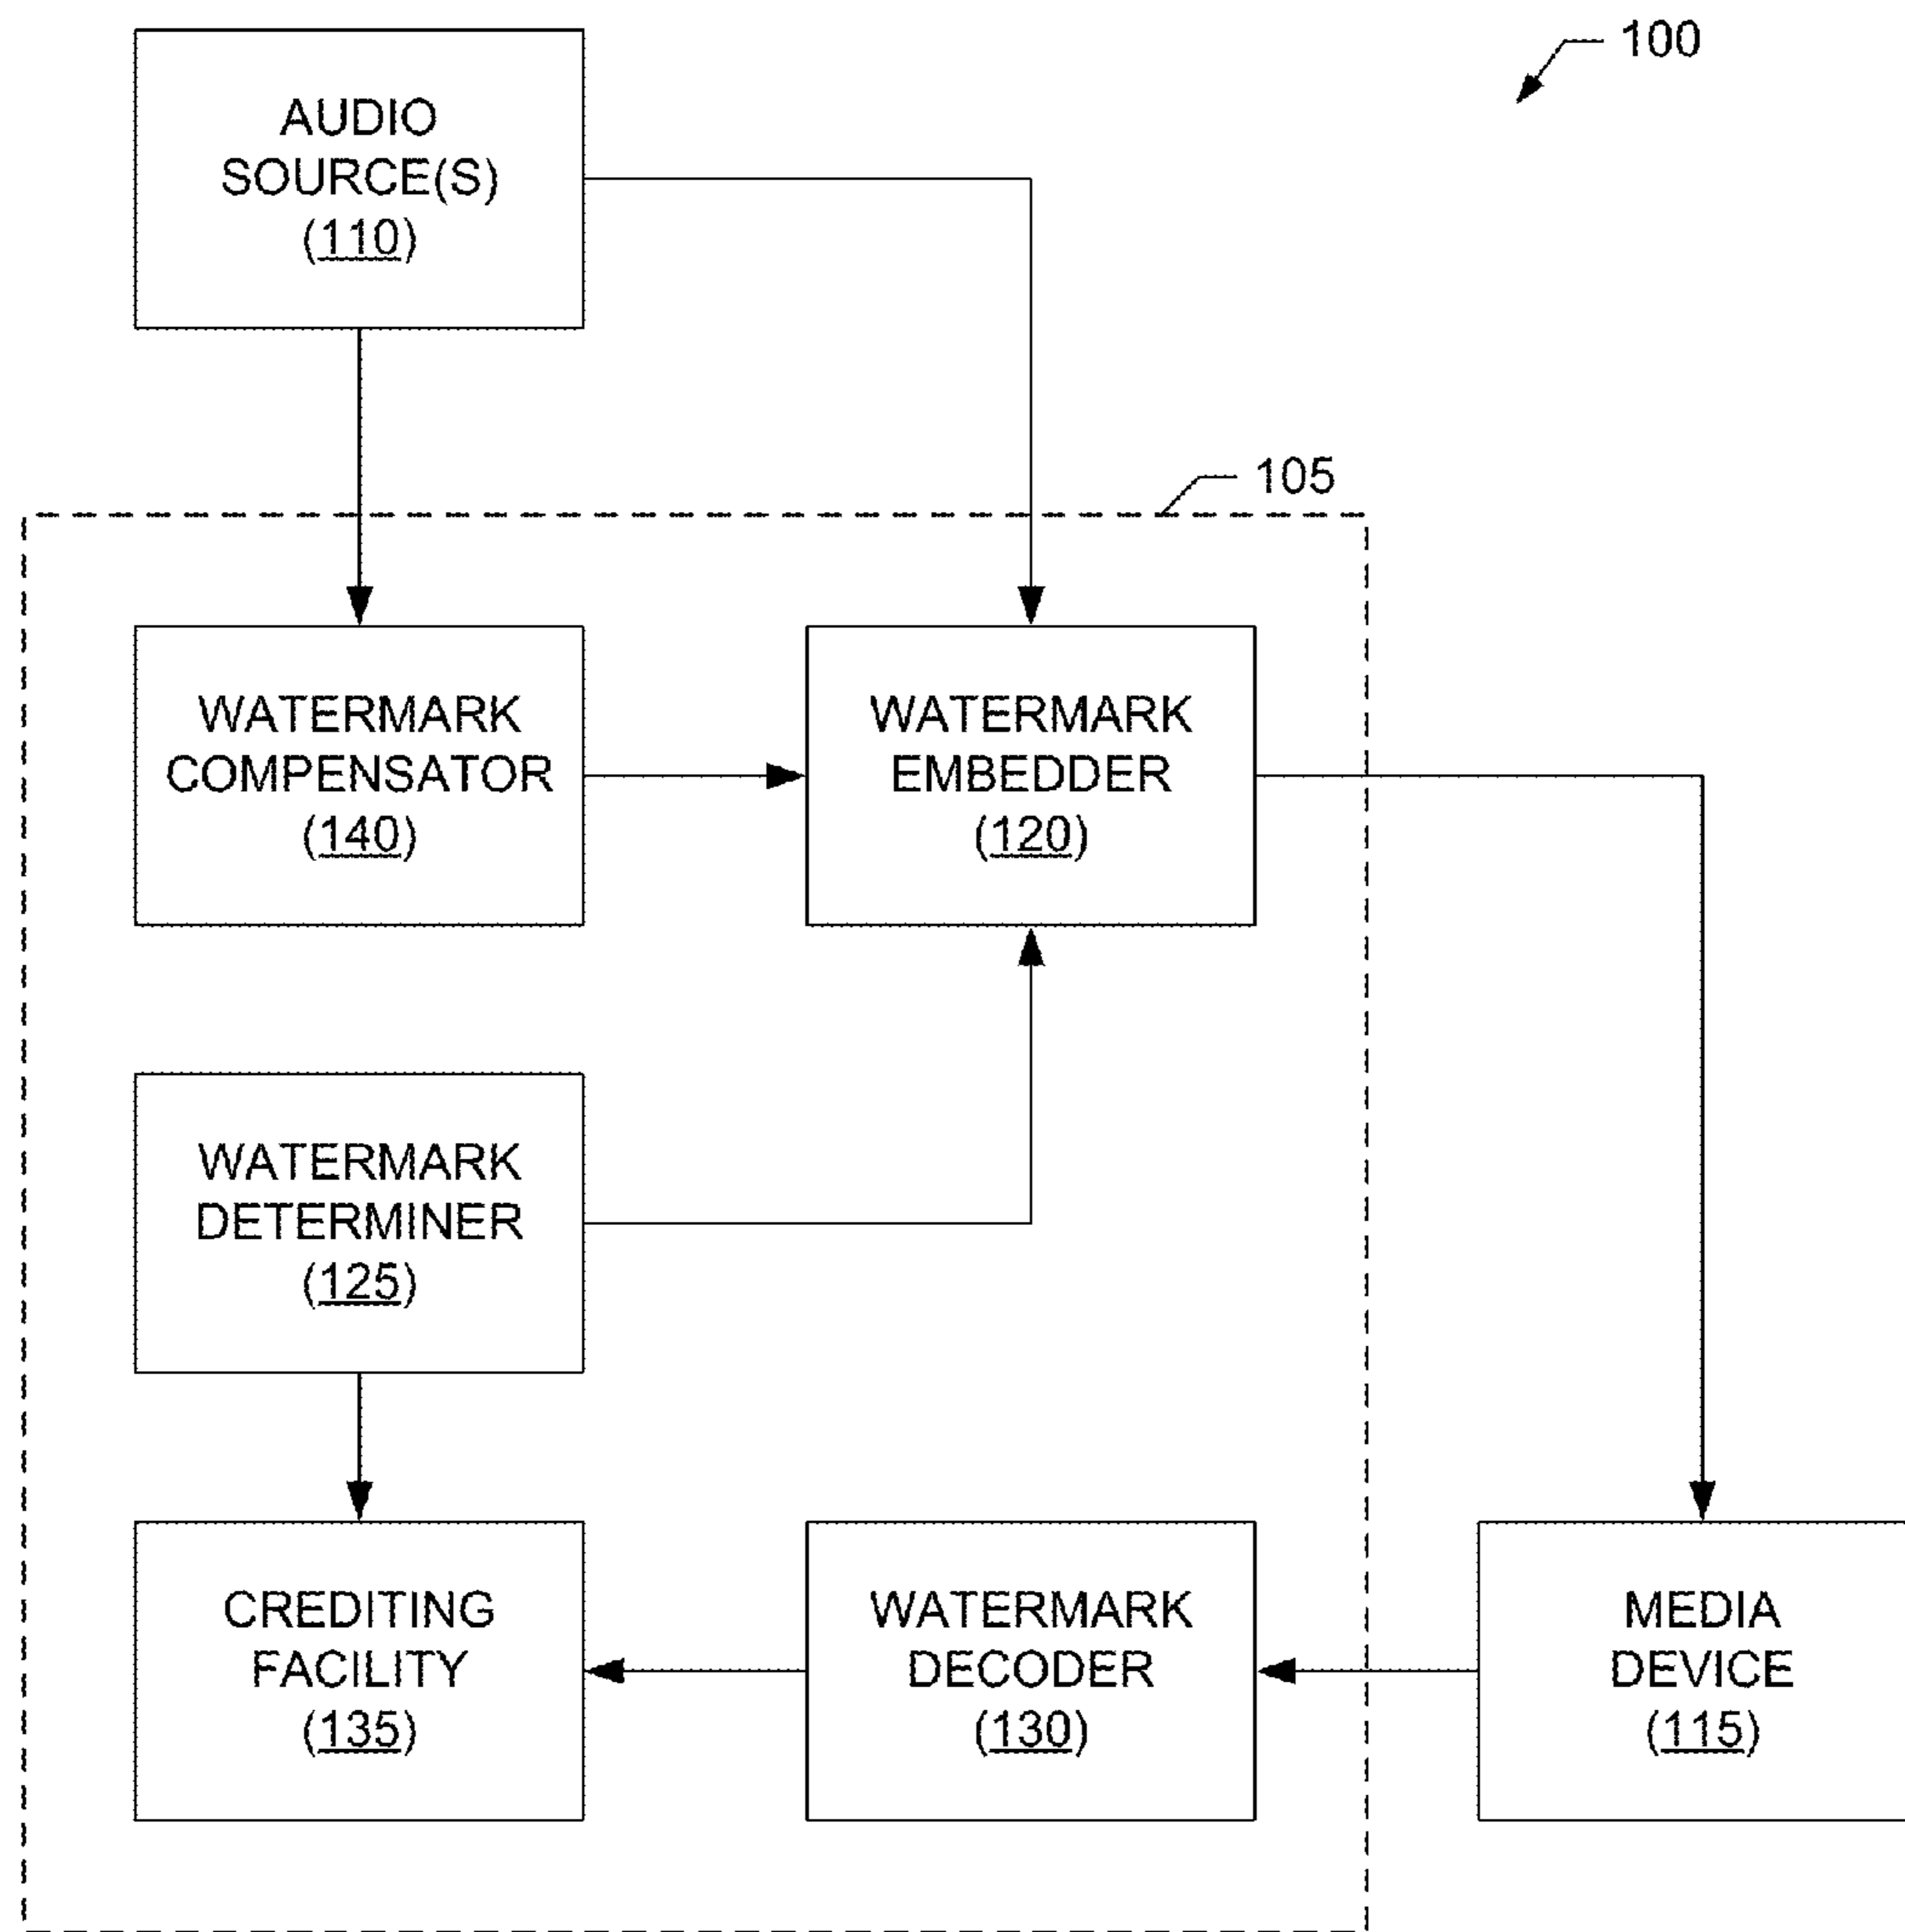 100
AUDIO
SOURCE(S)
(110)
105
WATERMARK
COMPENSATOR
(140)
WATERMARK
EMBEDDER
(120)
WATERMARK
DETERMINER
(125)
CREDITING
FACILITY
(135)
WATERMARK
DECODER
(130)
MEDIA
DEVICE
(115)